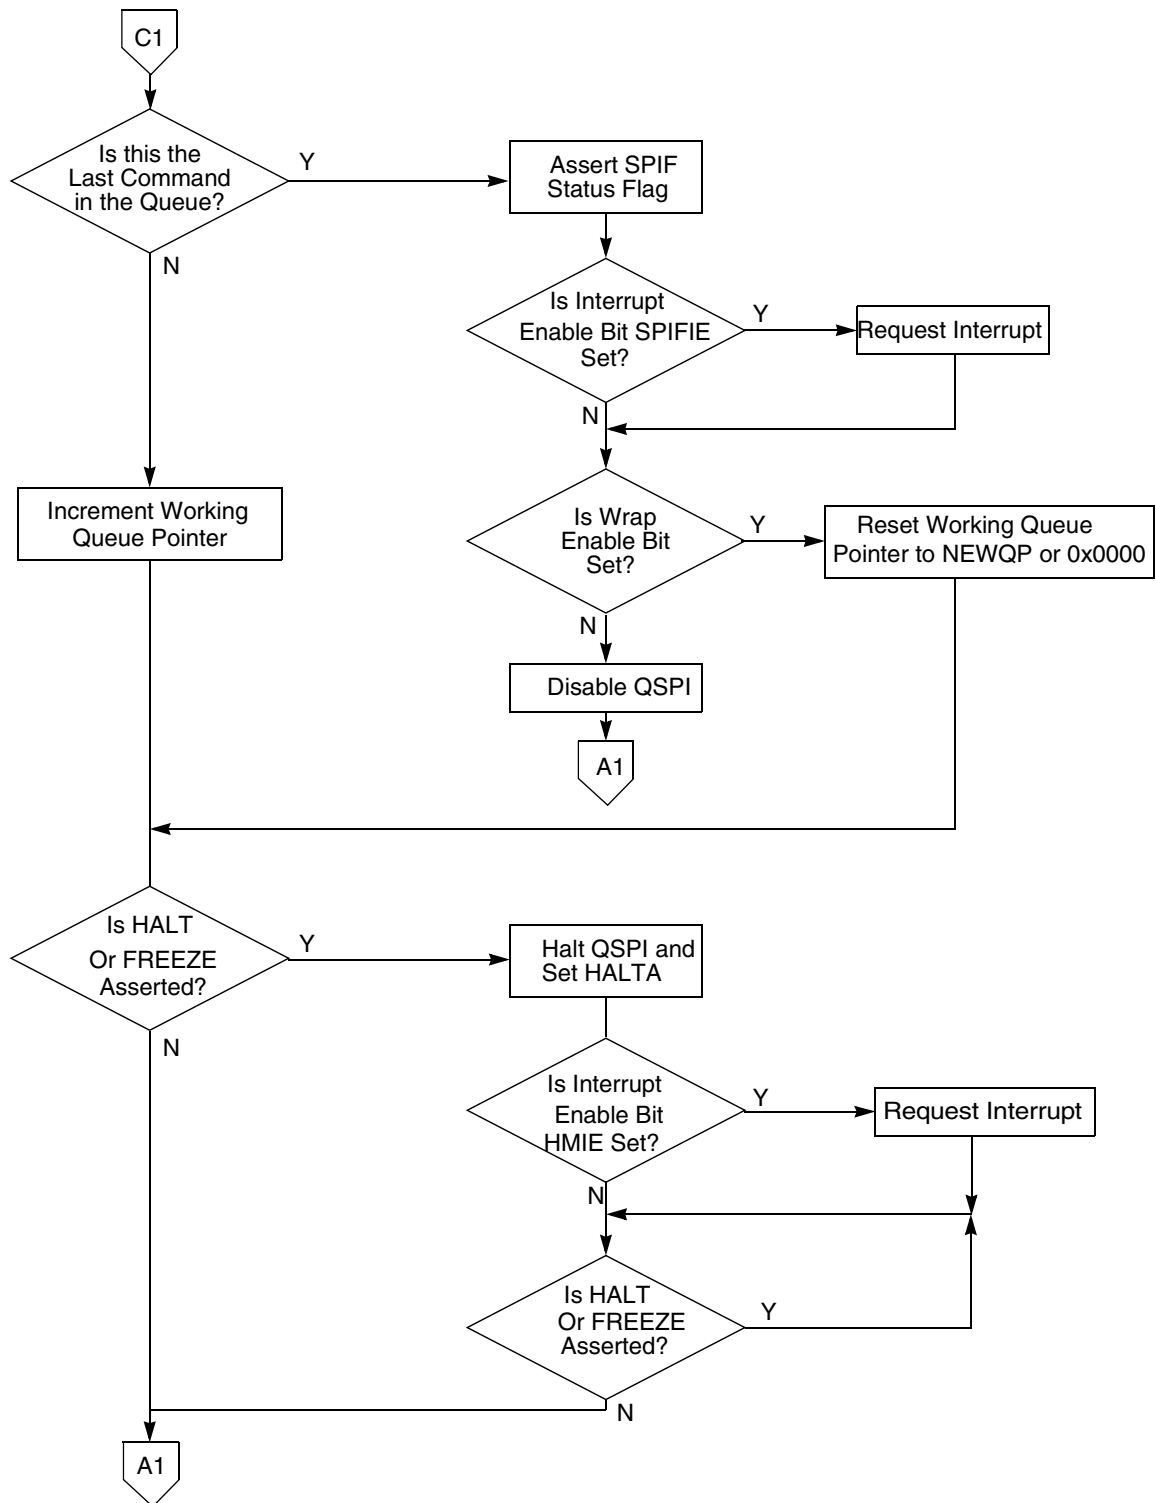 C1
Is this the
Last Command
in the Queue?
Y
N
Assert SPIF
Status Flag
Is Interrupt
Enable Bit SPIFIE
Set?
Y
N
Request Interrupt
Increment Working
Queue Pointer
Is Wrap
Enable Bit
Set?
Y
N
Reset Working Queue
Pointer to NEWQP or 0x0000
Disable QSPI
A1
Is HALT
Or FREEZE
Asserted?
Y
N
Halt QSPI and
Set HALTA
Is Interrupt
Enable Bit
HMIE Set?
Y
N
Request Interrupt
Is HALT
Or FREEZE
Asserted?
Y
N
A1